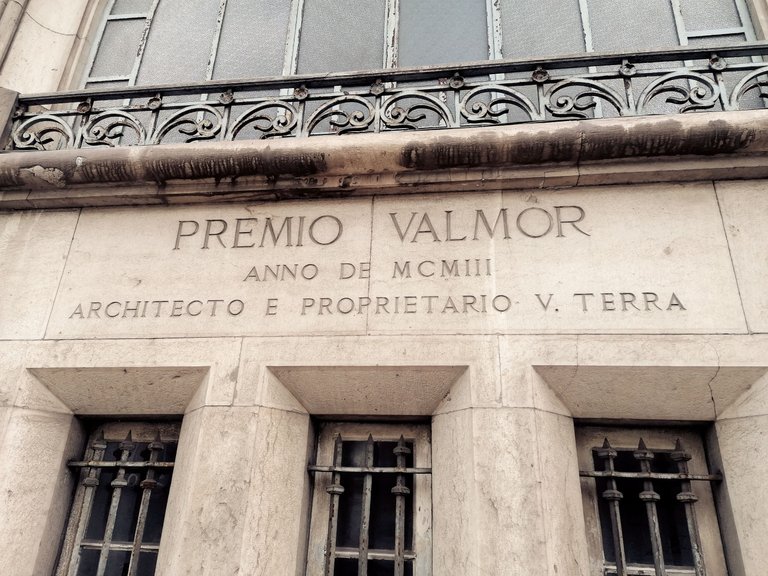 PREMIO VALMOR
ANNO DE MCMIII
ARCHITECTO E PROPRIETARIO V. TERRA